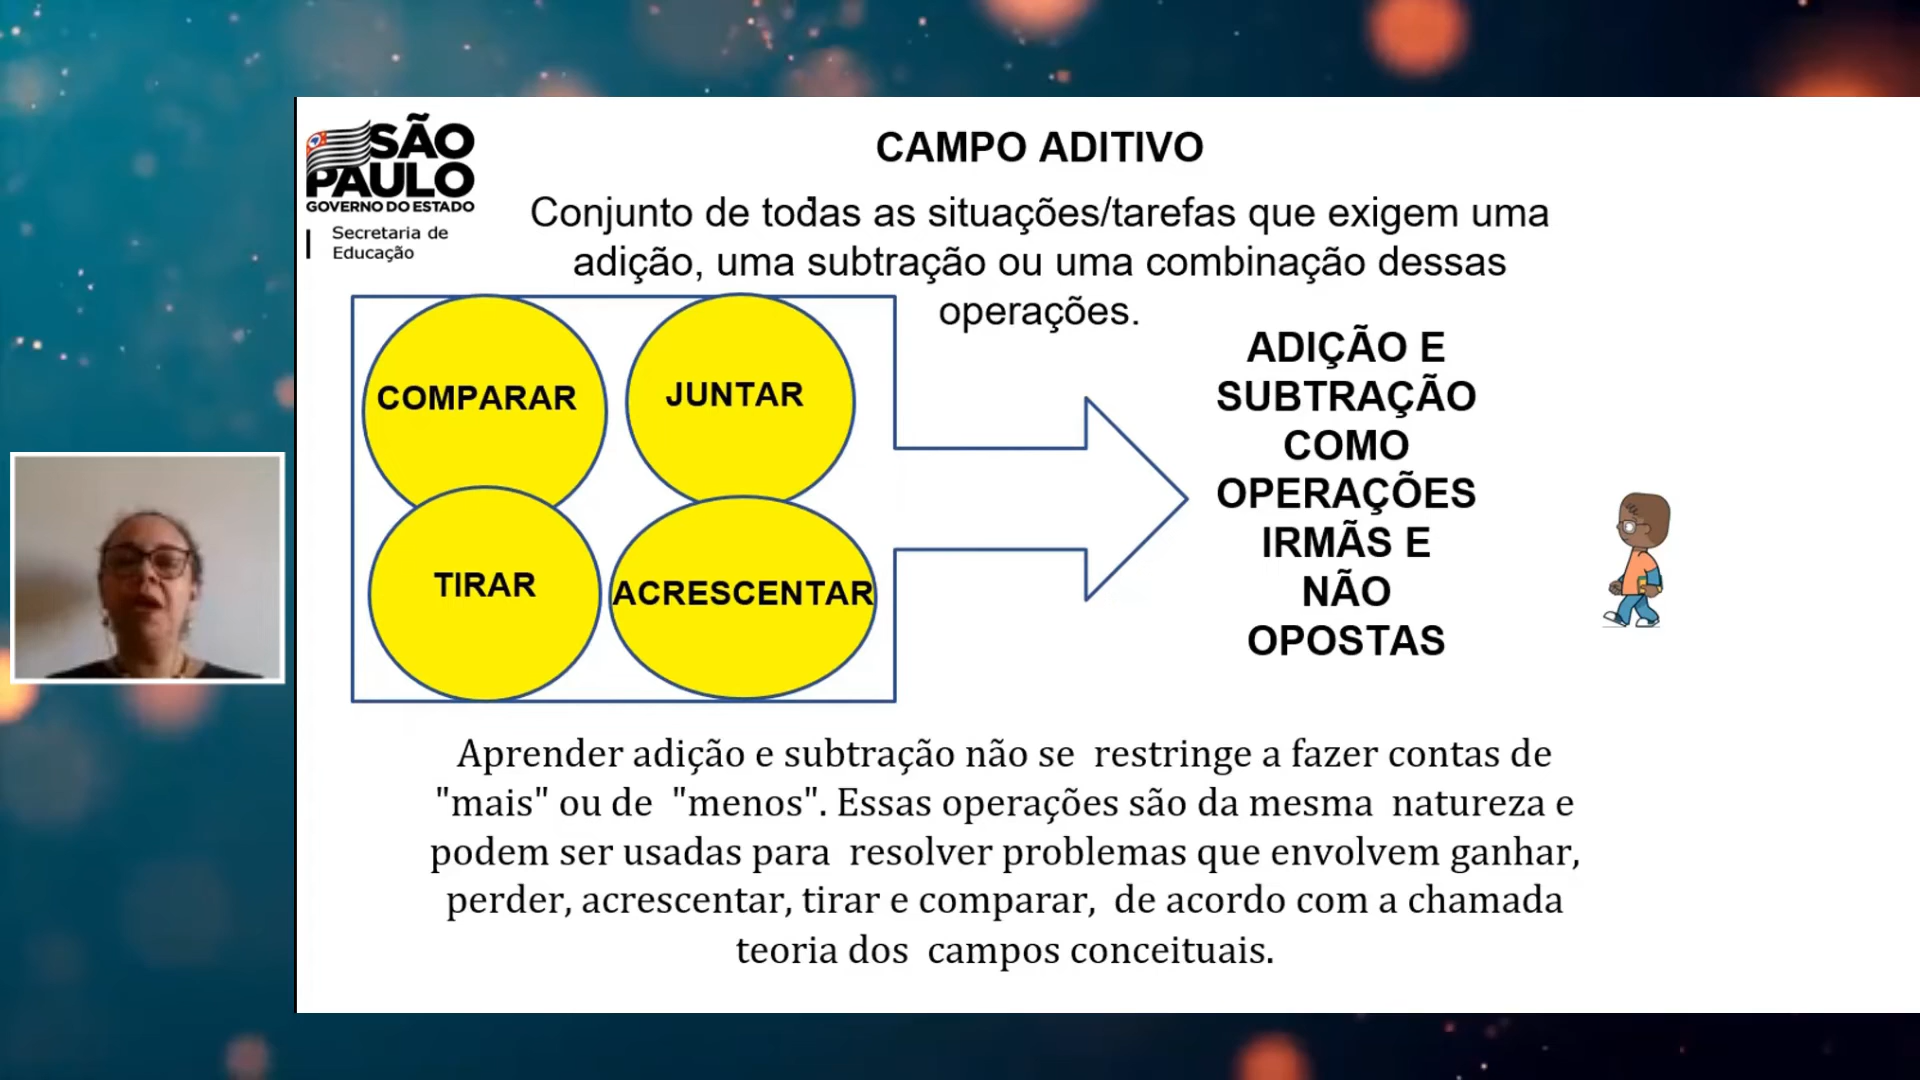 SÃO
PAULO
GOVERNO DO ESTADO
Secretaria de
Educação
CAMPO ADITIVO
Conjunto de todas as situações/tarefas que exigem uma
adição, uma subtração ou uma combinação dessas
operações.
COMPARAR
JUNTAR
TIRAR
ACRESCENTAR
ADIÇÃO E
SUBTRAÇÃO
COMO
OPERAÇÕES
IRMÃS E
NÃO
OPOSTAS
Aprender adição e subtração não se restringe a fazer contas de
"mais" ou de "menos". Essas operações são da mesma natureza e
podem ser usadas para resolver problemas que envolvem ganhar,
perder, acrescentar, tirar e comparar, de acordo com a chamada
teoria dos campos conceituais.